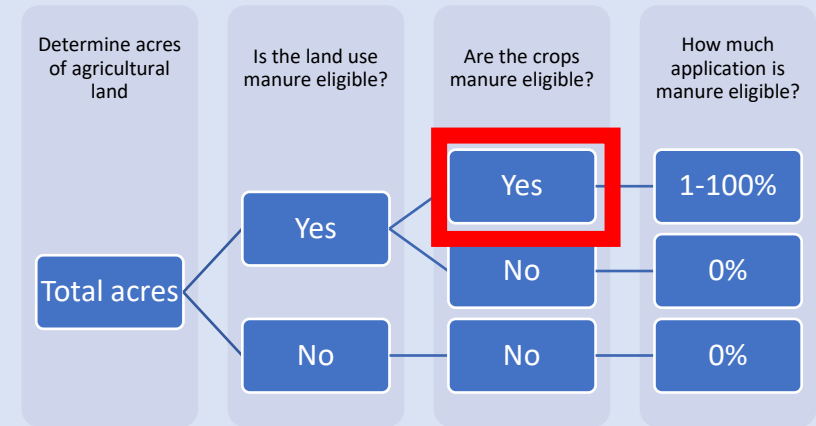 Determine acres
of agricultural
land
Is the land use
manure eligible?
Are the crops
manure eligible?
How much
application is
manure eligible?
Total acres
Yes
No
Yes
No
No
1-100%
0%
0%